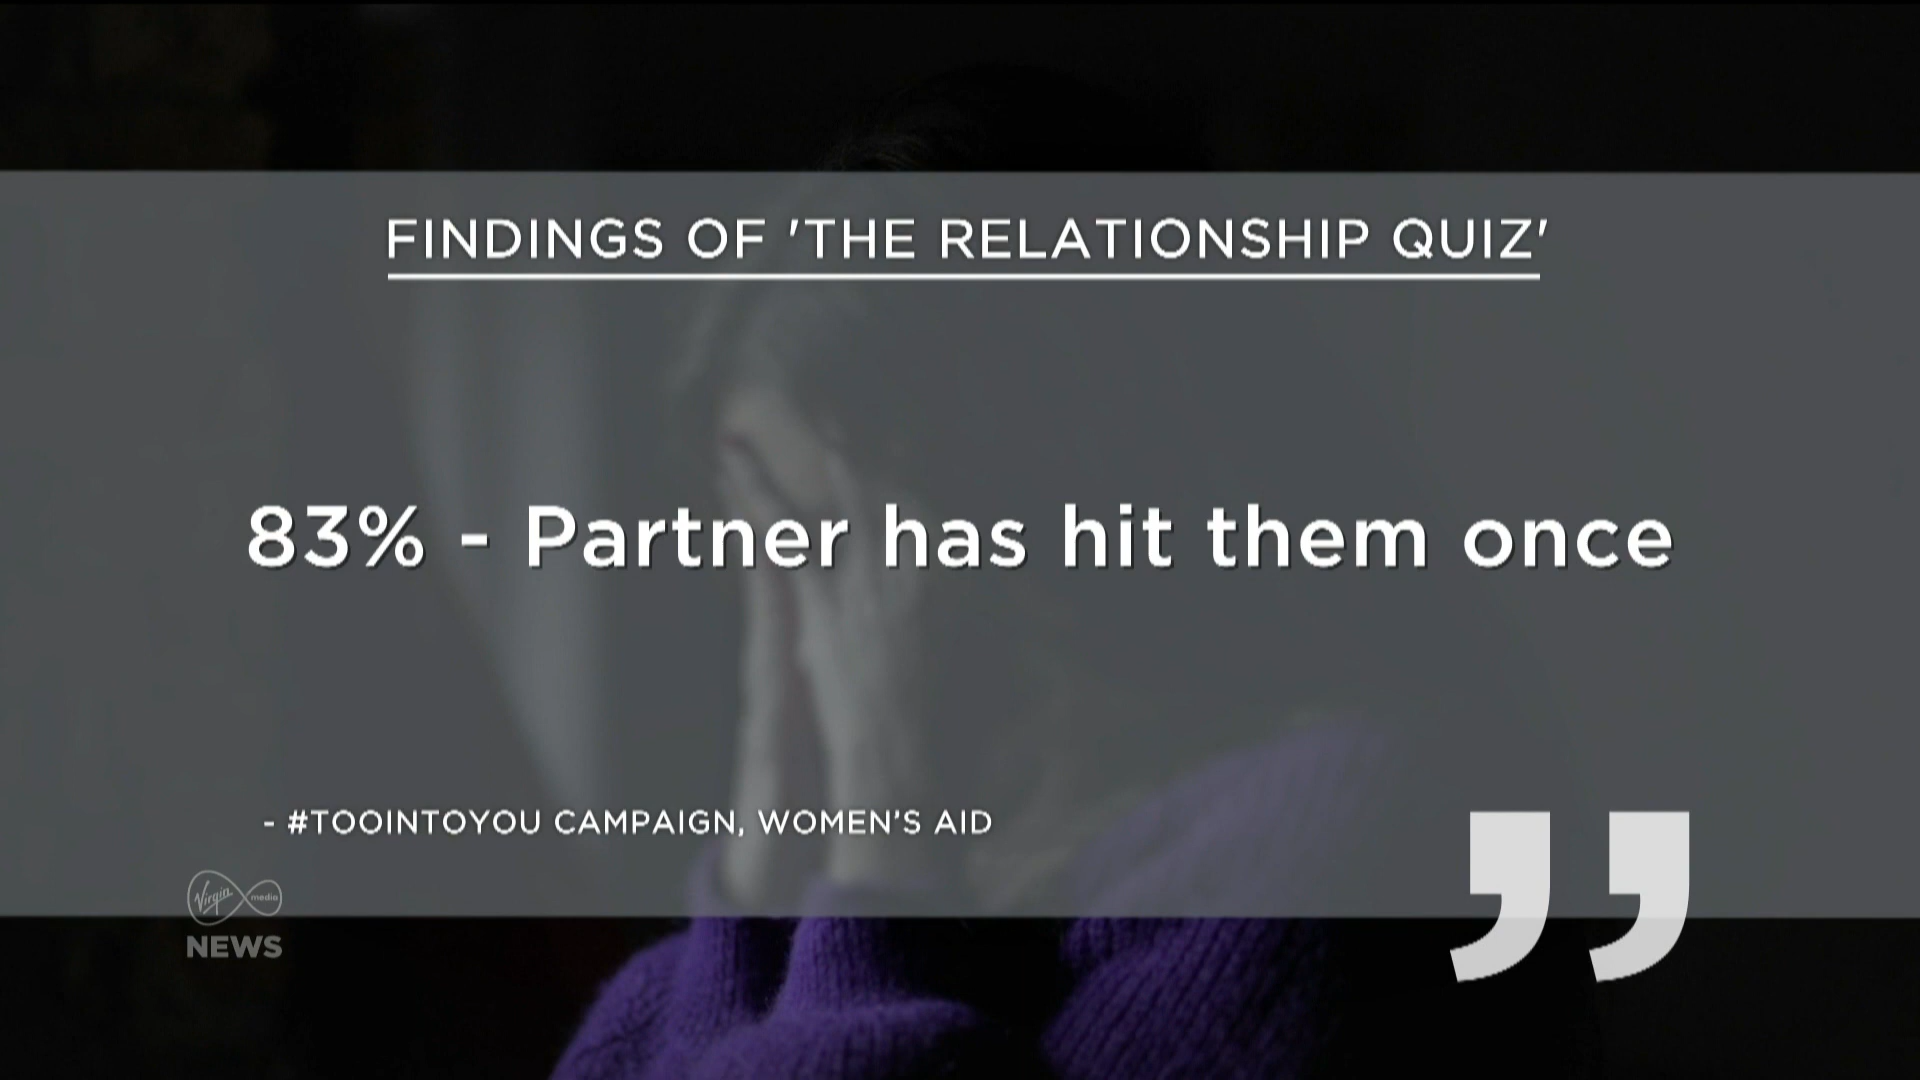 FINDINGS OF 'THE RELATIONSHIP QUIZ'
83% - Partner has hit them once
- #TOOINTOYOU CAMPAIGN, WOMEN'S AID
Virgin media
NEWS
”